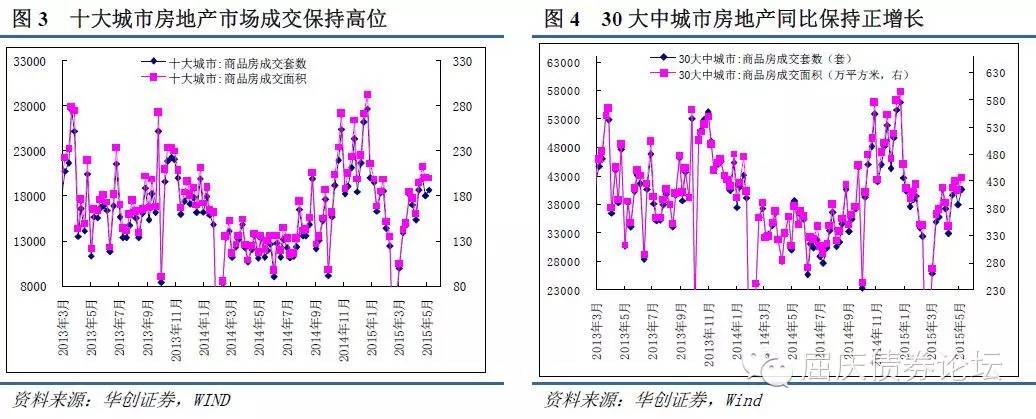 图 3 十大城市房地产市场成交保持高位
十大城市:商品房成交套数
十大城市:商品房成交面积
33000
28000
23000
18000
13000
8000
330
280
230
180
130
80
2013年3月
2013年5月
2013年7月
2013年9月
2013年11月
2014年1月
2014年3月
2014年5月
2014年7月
2014年9月
2014年11月
2015年1月
2015年3月
2015年5月
资料来源：华创证券，WIND
图 4 30 大中城市房地产同比保持正增长
30大中城市:商品房成交套数（套）
30大中城市:商品房成交面积（万平方米，右）
63000
58000
53000
48000
43000
38000
33000
28000
23000
630
580
530
480
430
380
330
280
230
2013年3月
2013年5月
2013年7月
2013年9月
2013年11月
2014年1月
2014年3月
14年5月
2014年7月
2014年9月
2014年11月
2015年1月
2015年3月
2015年5月
屈庆债券论坛
资料来源：华创证券，Wind